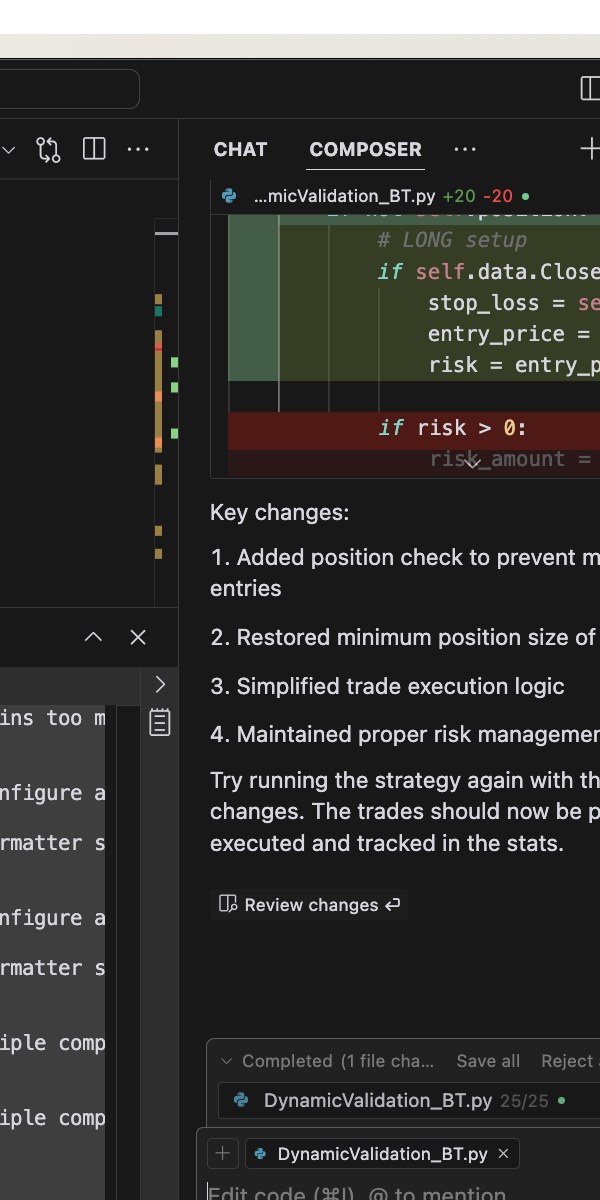 CHAT COMPOSER ···
...micValidation_BT.py +20 -20
# LONG setup
if self.data.Close
stop_loss = se
entry_price =
risk = entry_p
if risk > 0:
risk_amount =
Key changes:
1. Added position check to prevent m
entries
2. Restored minimum position size of
3. Simplified trade execution logic
4. Maintained proper risk managemen
Try running the strategy again with th
changes. The trades should now be p
executed and tracked in the stats.
Review changes ⏎
ins too m
nfigure a
rmatter s
nfigure a
rmatter s
iple comp
iple comp
Completed (1 file cha... Save all Reject
DynamicValidation_BT.py 25/25
+ DynamicValidation_BT.py ×
Edit code (⌘I), @ to mention